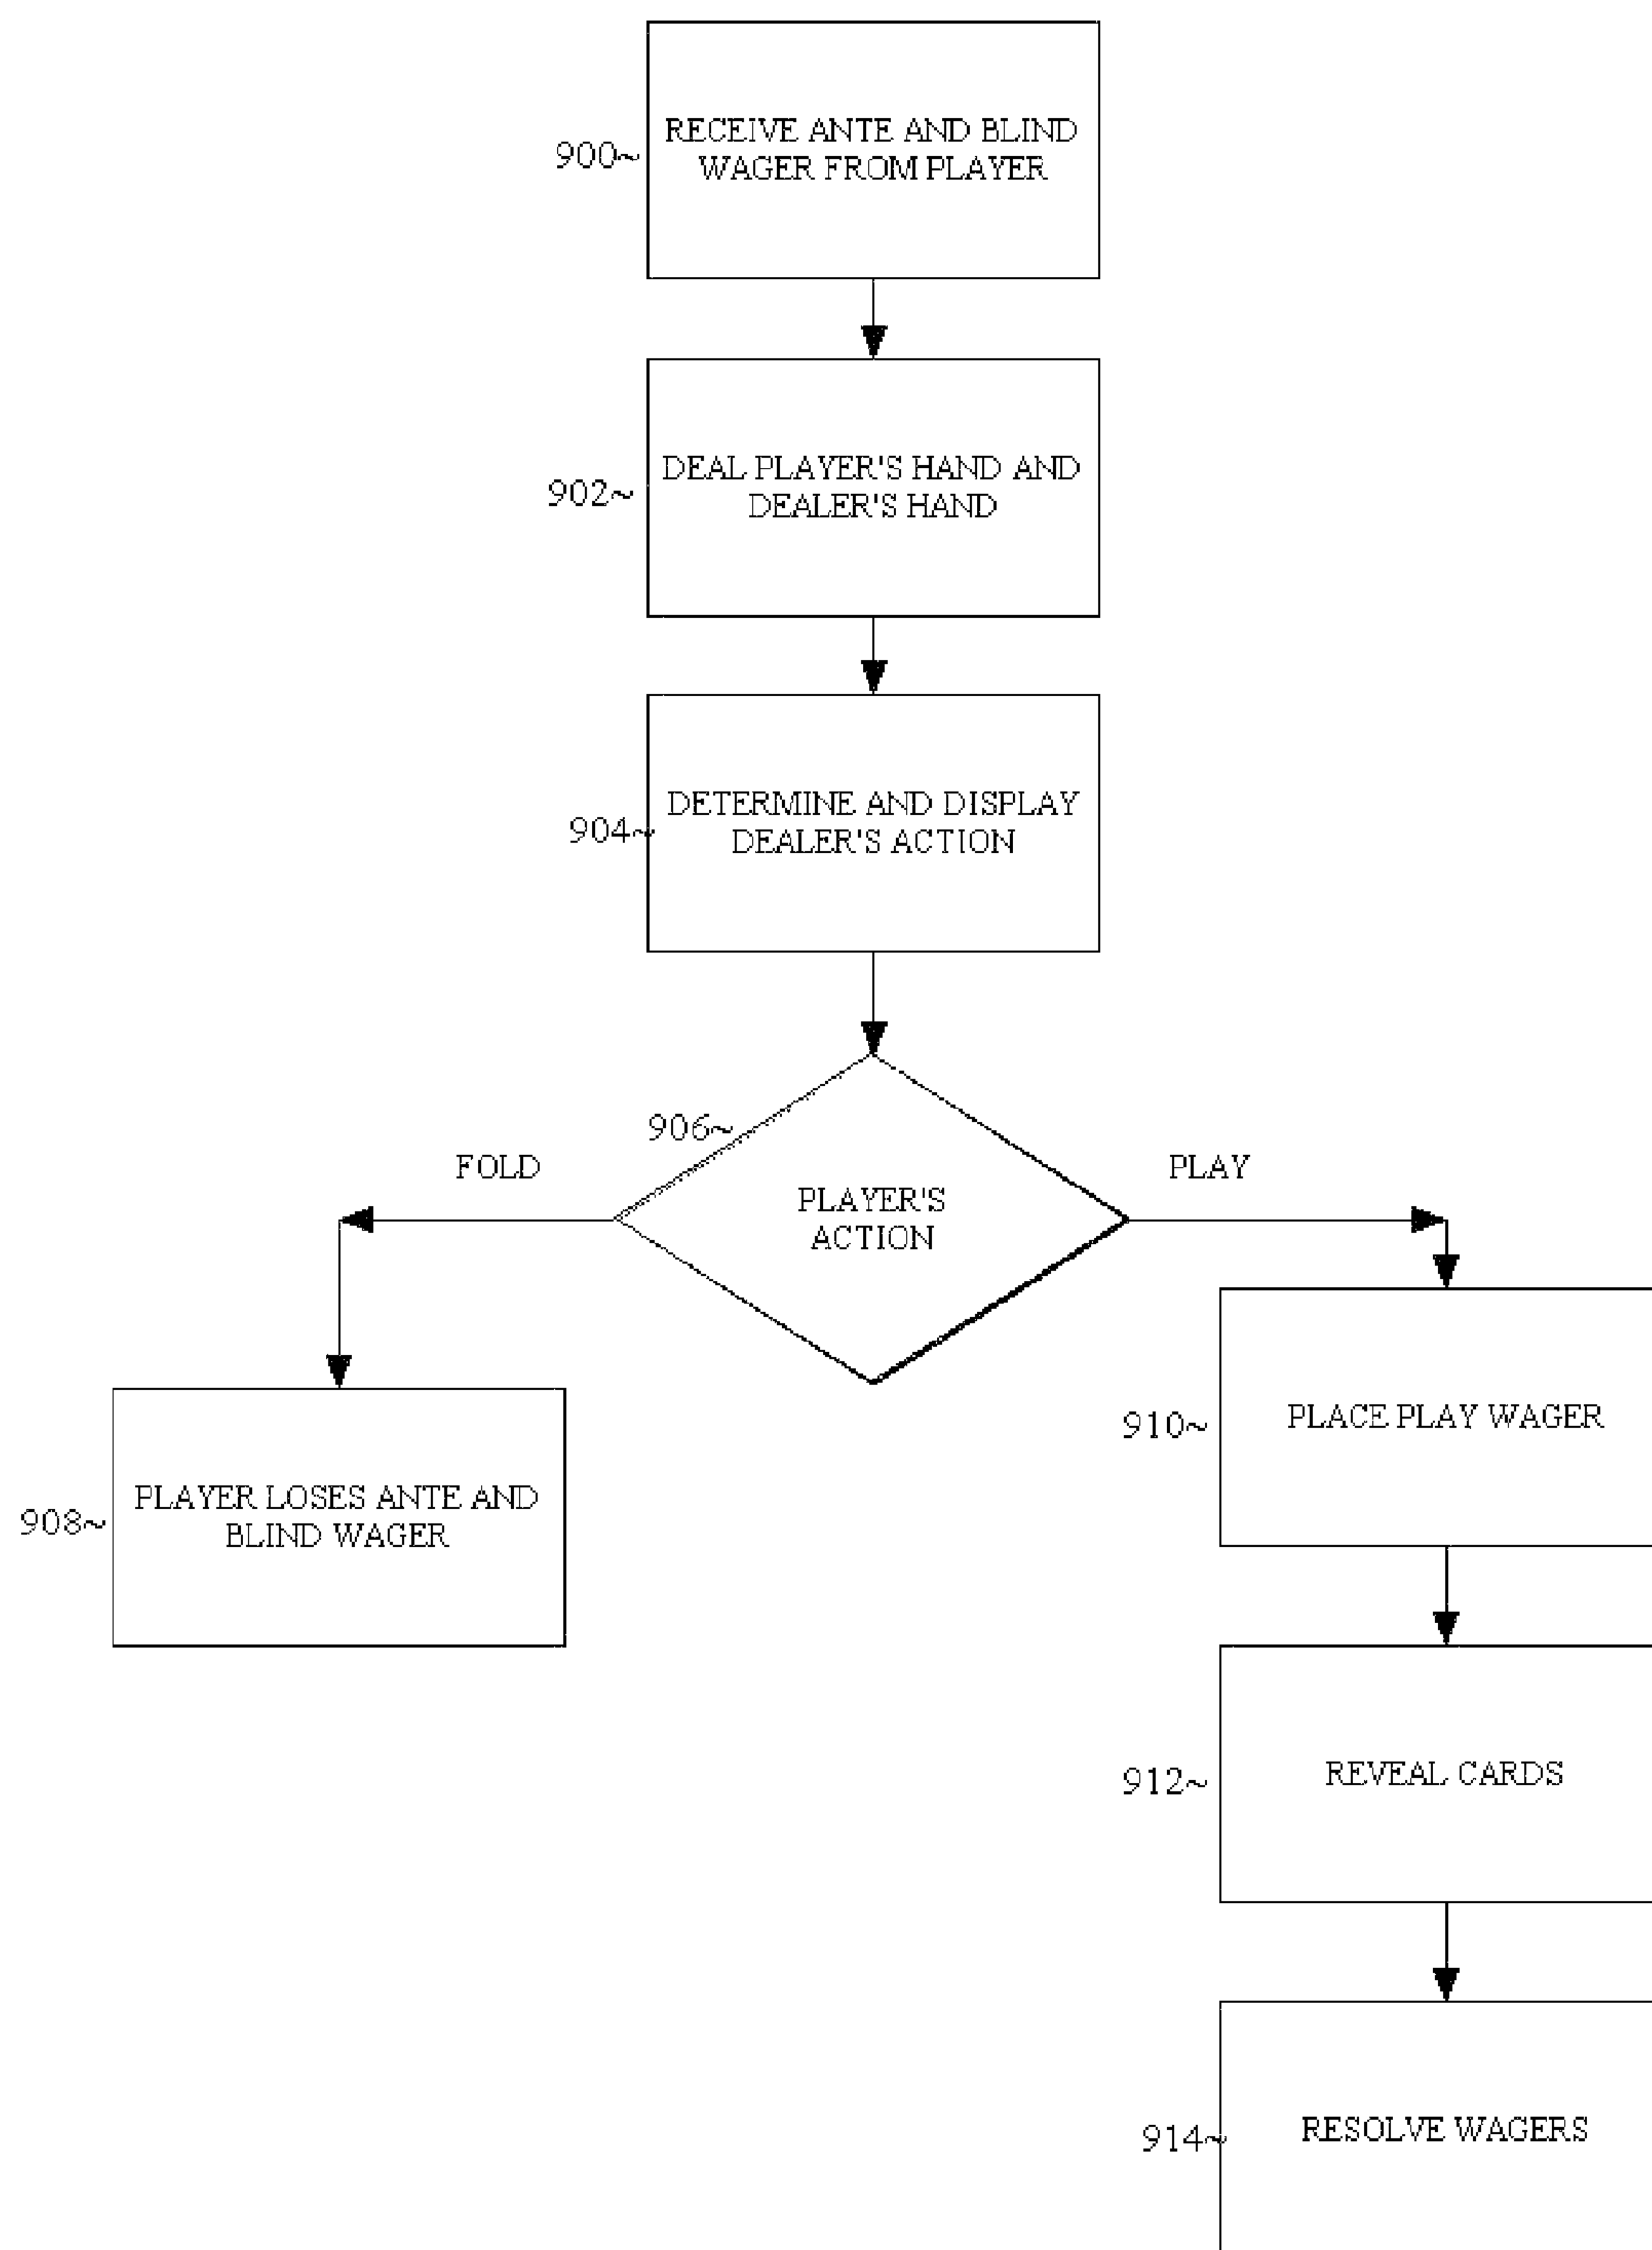 900~
RECEIVE ANTE AND BLIND
WAGER FROM PLAYER
902~
DEAL PLAYER'S HAND AND
DEALER'S HAND
904~
DETERMINE AND DISPLAY
DEALER'S ACTION
906~
FOLD
PLAYER'S
ACTION
PLAY
910~
PLACE PLAY WAGER
908~
PLAYER LOSES ANTE AND
BLIND WAGER
912~
REVEAL CARDS
914~
RESOLVE WAGERS